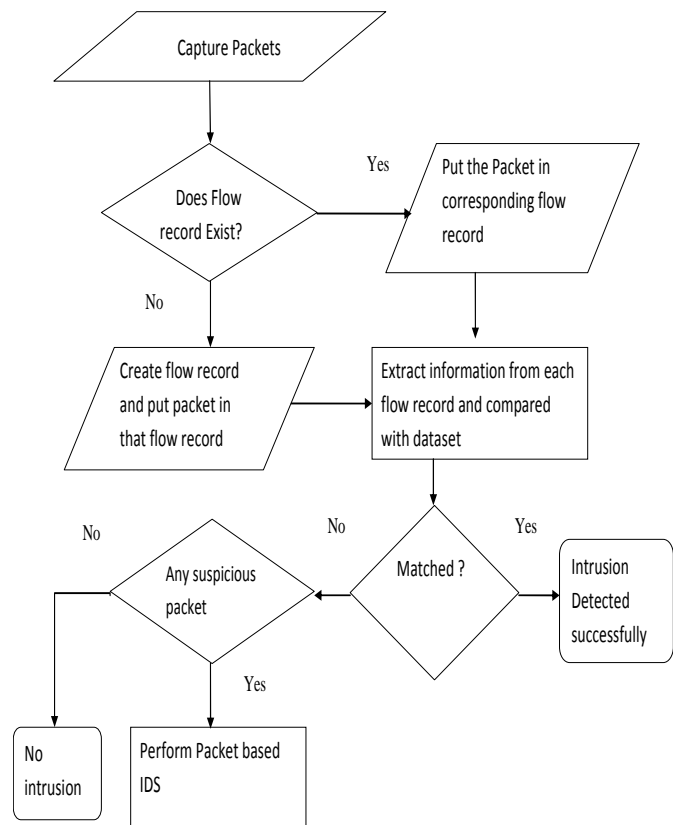 Capture Packets
Yes
Does Flow
record Exist?
Put the Packet in
corresponding flow
record
No
Create flow record
and put packet in
that flow record
Extract information from each
flow record and compared
with dataset
No
No
Yes
Any suspicious
packet
Matched ?
Intrusion
Detected
successfully
Yes
No
intrusion
Perform Packet based
IDS